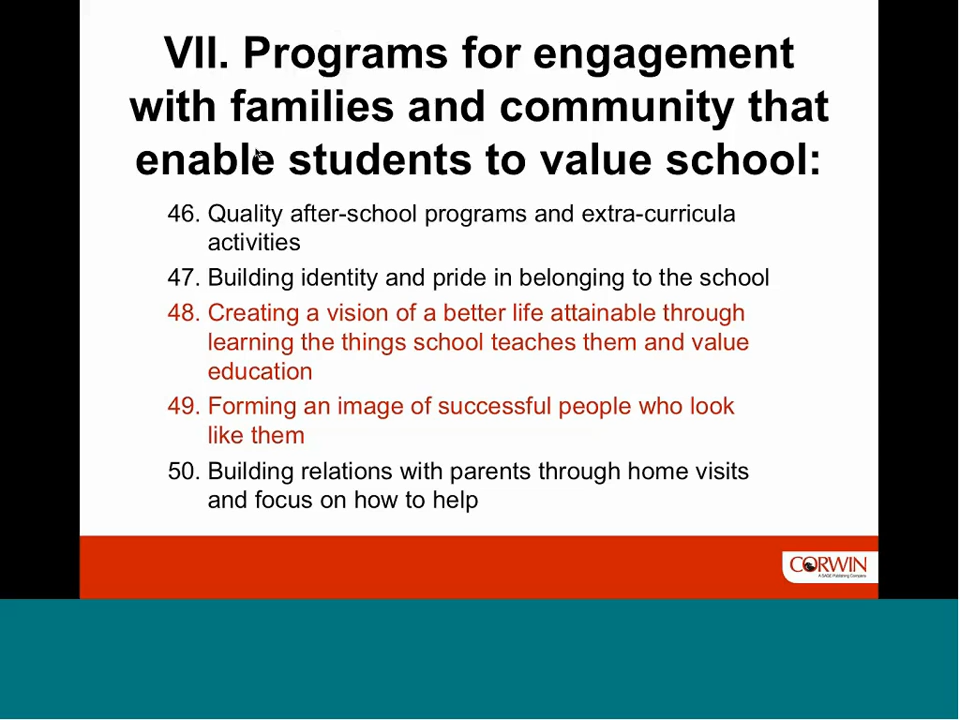 VII. Programs for engagement
with families and community that
enable students to value school:
46. Quality after-school programs and extra-curricula
activities
47. Building identity and pride in belonging to the school
48. Creating a vision of a better life attainable through
learning the things school teaches them and value
education
49. Forming an image of successful people who look
like them
50. Building relations with parents through home visits
and focus on how to help
CORWIN
A SAGE Publishing Company